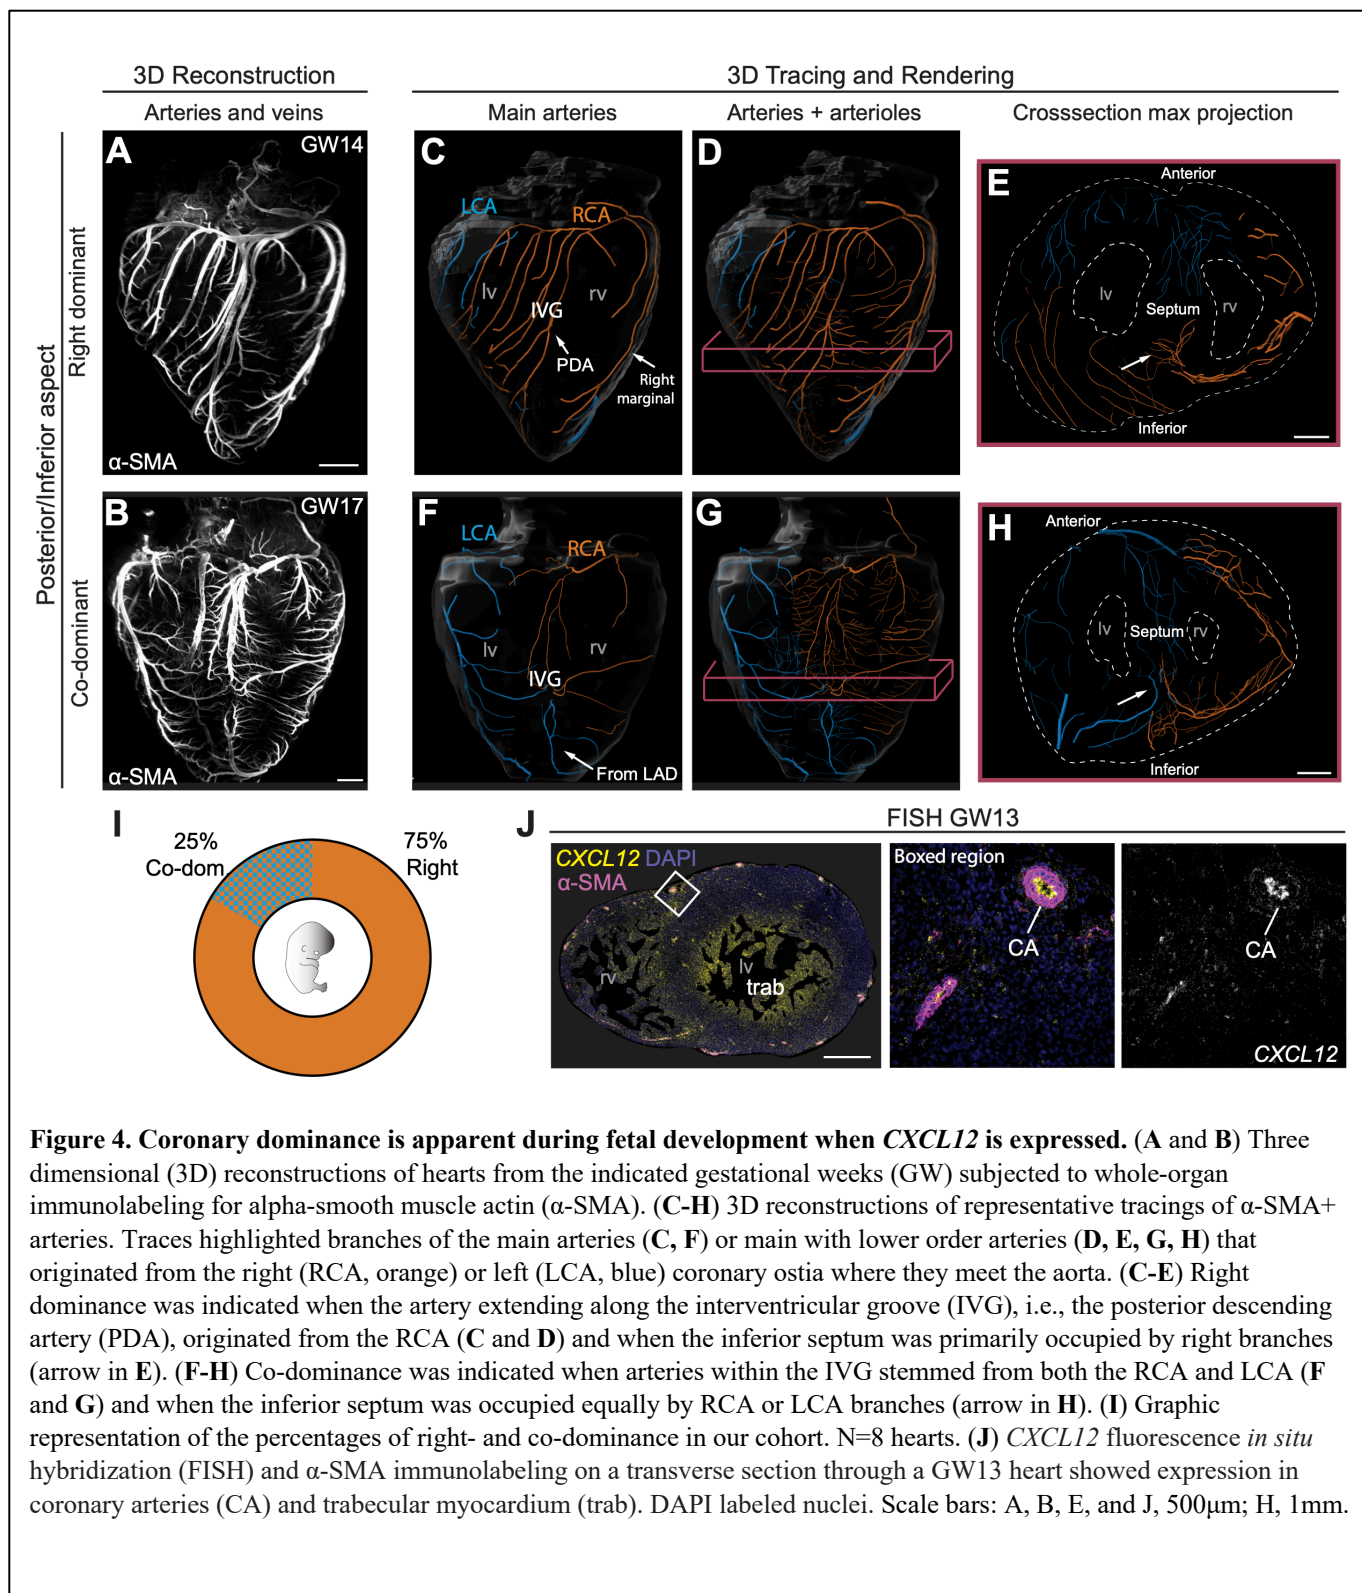 3D Reconstruction
3D Tracing and Rendering
Arteries and veins
Main arteries
Arteries + arterioles
Crosssection max projection
Posterior/Inferior aspect
Right dominant
Co-dominant
A
GW14
α-SMA
C
LCA
RCA
lv
rv
IVG
PDA
Right
marginal
D
E
Anterior
lv
Septum
rv
Inferior
B
GW17
α-SMA
F
LCA
RCA
lv
rv
IVG
From LAD
G
H
Anterior
lv
Septum
rv
Inferior
I
25%
Co-dom.
75%
Right
J
FISH GW13
CXCL12 DAPI
α-SMA
rv
lv
trab
Boxed region
CA
CA
CXCL12
Figure 4. Coronary dominance is apparent during fetal development when CXCL12 is expressed. (A and B) Three
dimensional (3D) reconstructions of hearts from the indicated gestational weeks (GW) subjected to whole-organ
immunolabeling for alpha-smooth muscle actin (α-SMA). (C-H) 3D reconstructions of representative tracings of α-SMA+
arteries. Traces highlighted branches of the main arteries (C, F) or main with lower order arteries (D, E, G, H) that
originated from the right (RCA, orange) or left (LCA, blue) coronary ostia where they meet the aorta. (C-E) Right
dominance was indicated when the artery extending along the interventricular groove (IVG), i.e., the posterior descending
artery (PDA), originated from the RCA (C and D) and when the inferior septum was primarily occupied by right branches
(arrow in E). (F-H) Co-dominance was indicated when arteries within the IVG stemmed from both the RCA and LCA (F
and G) and when the inferior septum was occupied equally by RCA or LCA branches (arrow in H). (I) Graphic
representation of the percentages of right- and co-dominance in our cohort. N=8 hearts. (J) CXCL12 fluorescence in situ
hybridization (FISH) and α-SMA immunolabeling on a transverse section through a GW13 heart showed expression in
coronary arteries (CA) and trabecular myocardium (trab). DAPI labeled nuclei. Scale bars: A, B, E, and J, 500μm; H, 1mm.